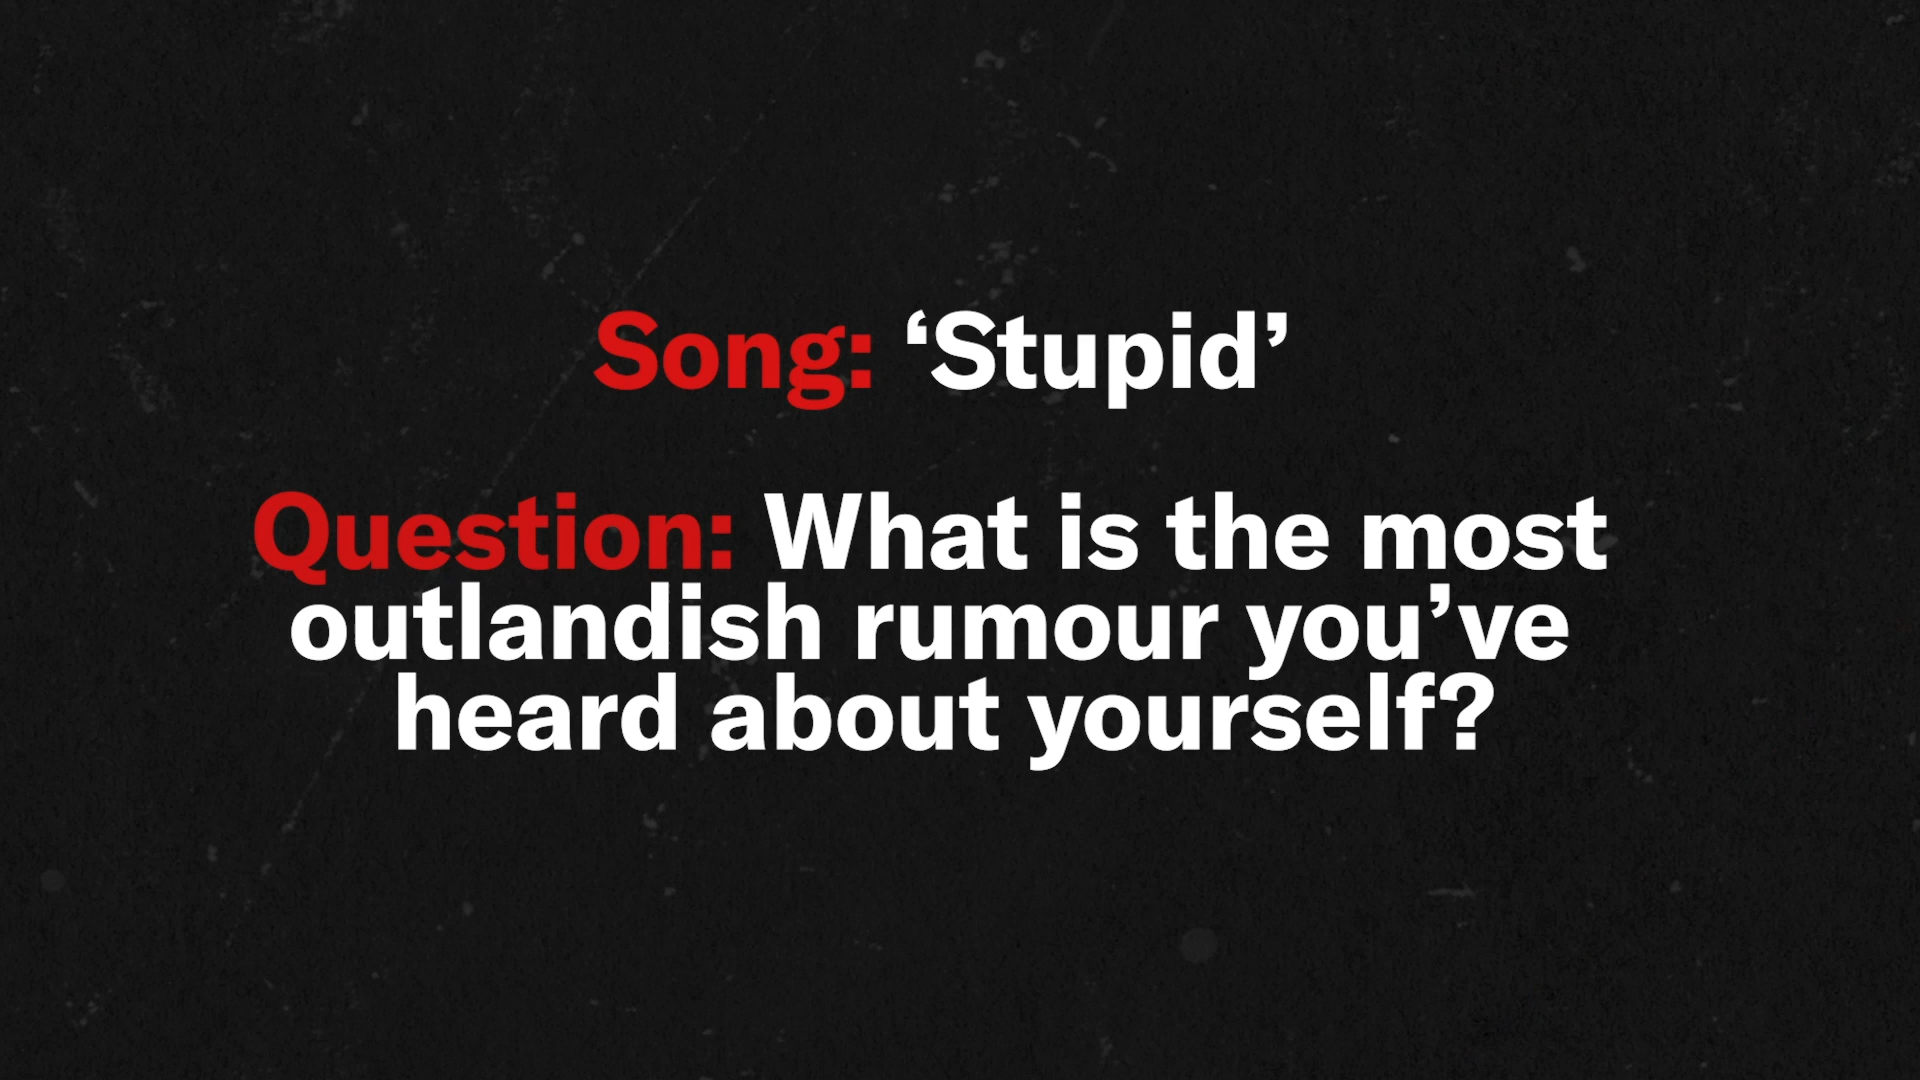 Song: ‘Stupid’
Question: What is the most
outlandish rumour you’ve
heard about yourself?